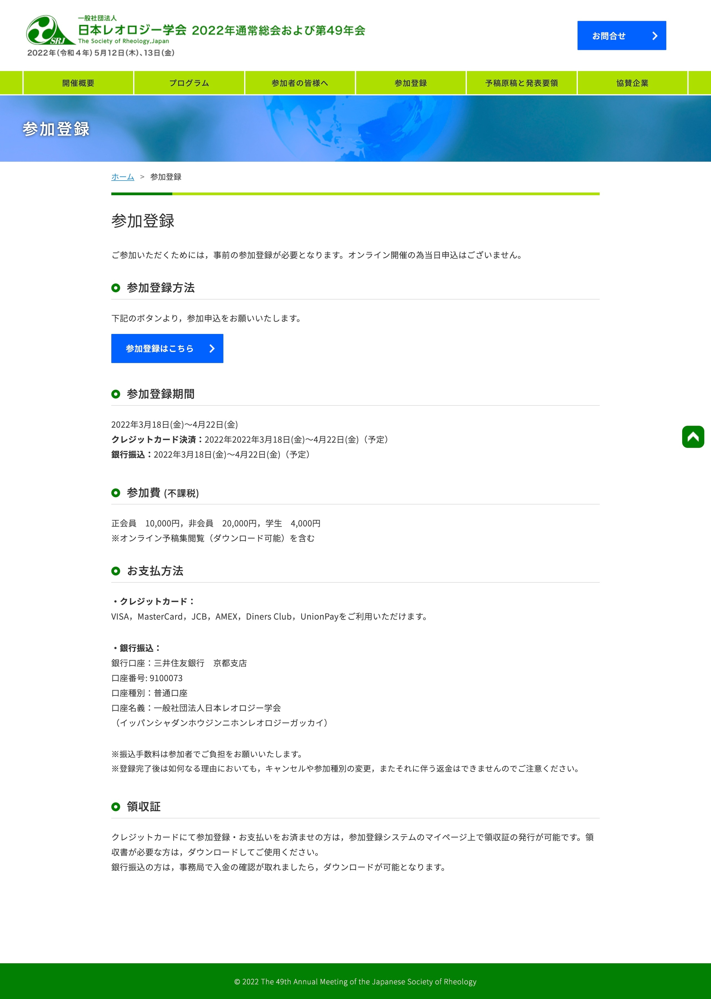 一般社団法人
日本レオロジー学会 2022年通常総会および第49年会
The Society of Rheology,Japan
SRJ
2022年(令和４年)５月12日(木)、13日(金)
お問合せ
開催概要
プログラム
参加者の皆様へ
参加登録
予稿原稿と発表要領
協賛企業
参加登録
ホーム > 参加登録
参加登録
ご参加いただくためには，事前の参加登録が必要となります。オンライン開催の為当日申込はございません。
参加登録方法
下記のボタンより，参加申込をお願いいたします。
参加登録はこちら
参加登録期間
2022年3月18日(金)～4月22日(金)
クレジットカード決済：2022年2022年3月18日(金)～4月22日(金)（予定）
銀行振込：2022年3月18日(金)～4月22日(金)（予定）
参加費 (不課税)
正会員　10,000円，非会員　20,000円，学生　4,000円
※オンライン予稿集閲覧（ダウンロード可能）を含む
お支払方法
・クレジットカード：
VISA，MasterCard，JCB，AMEX，Diners Club，UnionPayをご利用いただけます。
・銀行振込：
銀行口座：三井住友銀行　京都支店
口座番号: 9100073
口座種別：普通口座
口座名義：一般社団法人日本レオロジー学会
（イッパンシャダンホウジンニホンレオロジーガッカイ）
※振込手数料は参加者でご負担をお願いいたします。
※登録完了後は如何なる理由においても，キャンセルや参加種別の変更，またそれに伴う返金はできませんのでご注意ください。
領収証
クレジットカードにて参加登録・お支払いをお済ませの方は，参加登録システムのマイページ上で領収証の発行が可能です。領
収書が必要な方は，ダウンロードしてご使用ください。
銀行振込の方は，事務局で入金の確認が取れましたら，ダウンロードが可能となります。
© 2022 The 49th Annual Meeting of the Japanese Society of Rheology